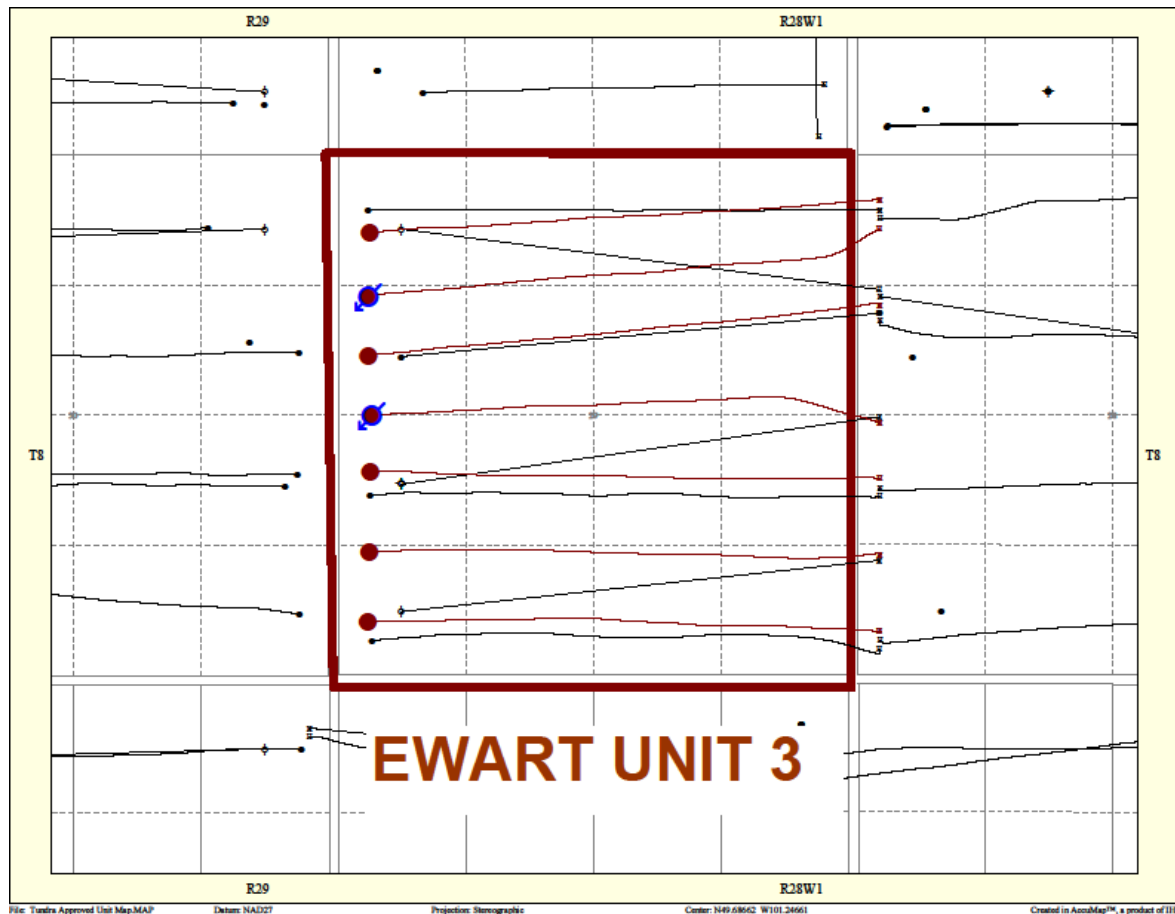 R29 R28W1
T8 T8
EWART UNIT 3
R29 R28W1
File: Tundra Approved Unit Map.MAP Datum: NAD27 Projection: Stereographic Center: N49.68662 W101.24661 Created in AccuMap™, a product of IH